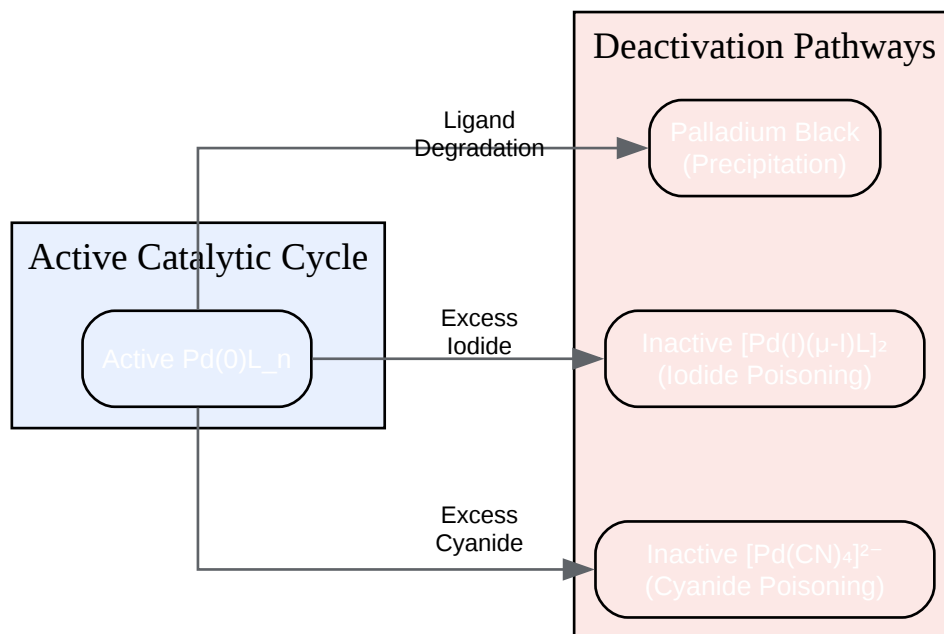 Deactivation Pathways
Palladium Black
(Precipitation)
Ligand
Degradation
Active Catalytic Cycle
Active Pd(0)L_n
Excess
Iodide
Inactive [Pd(I)(μ-I)L]₂
(Iodide Poisoning)
Excess
Cyanide
Inactive [Pd(CN)₄]²⁻
(Cyanide Poisoning)